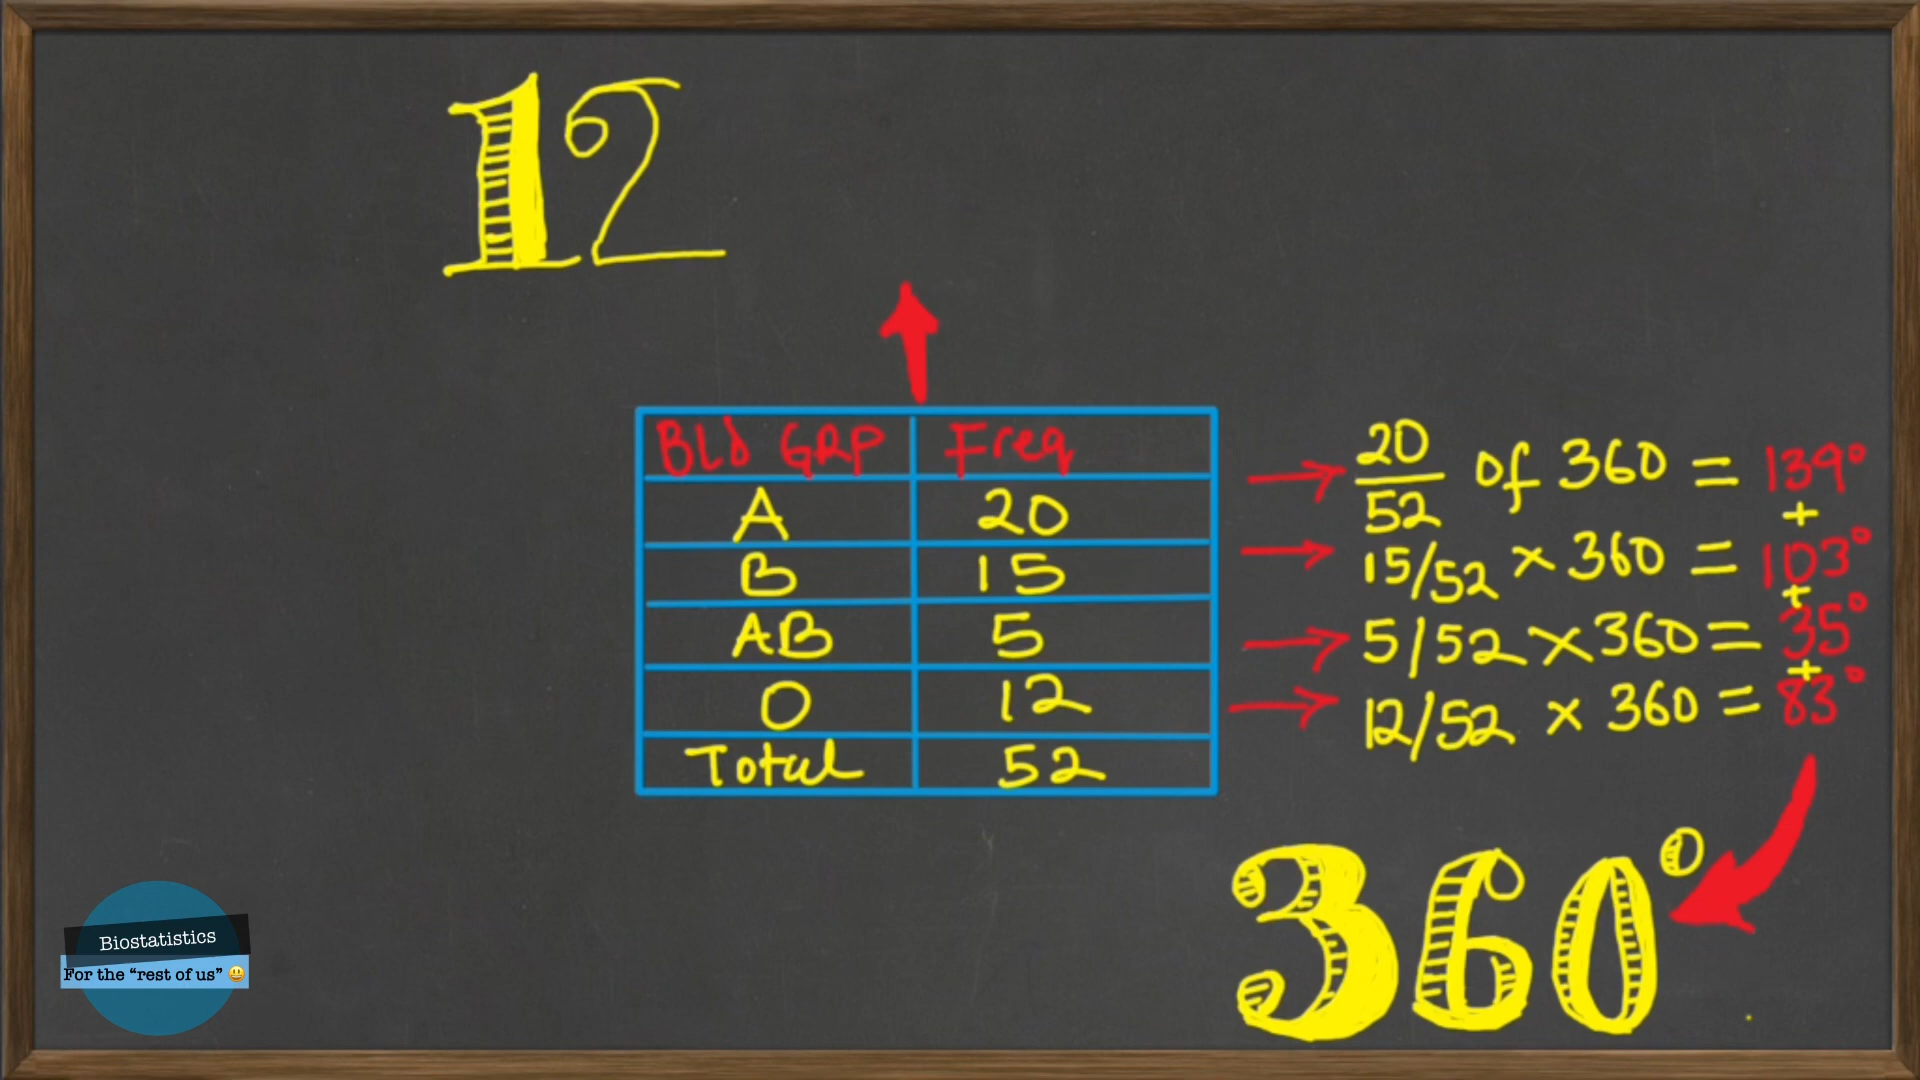 12
Bld GRP Freq
A 20
B 15
AB 5
O 12
Total 52
20/52 of 360 = 139°
+
15/52 × 360 = 103°
+
5/52 × 360 = 35°
+
12/52 × 360 = 83°
360°
Biostatistics
For the “rest of us” 😃